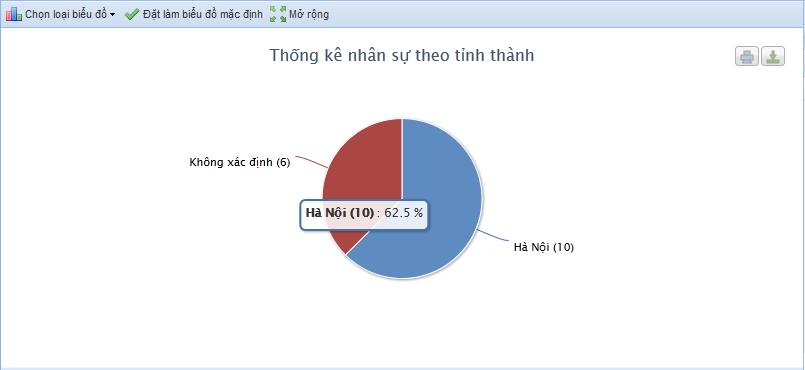 Chọn loại biểu đồ Đặt làm biểu đồ mặc định Mở rộng
Thống kê nhân sự theo tỉnh thành
Không xác định (6)
Hà Nội (10) : 62.5 %
Hà Nội (10)